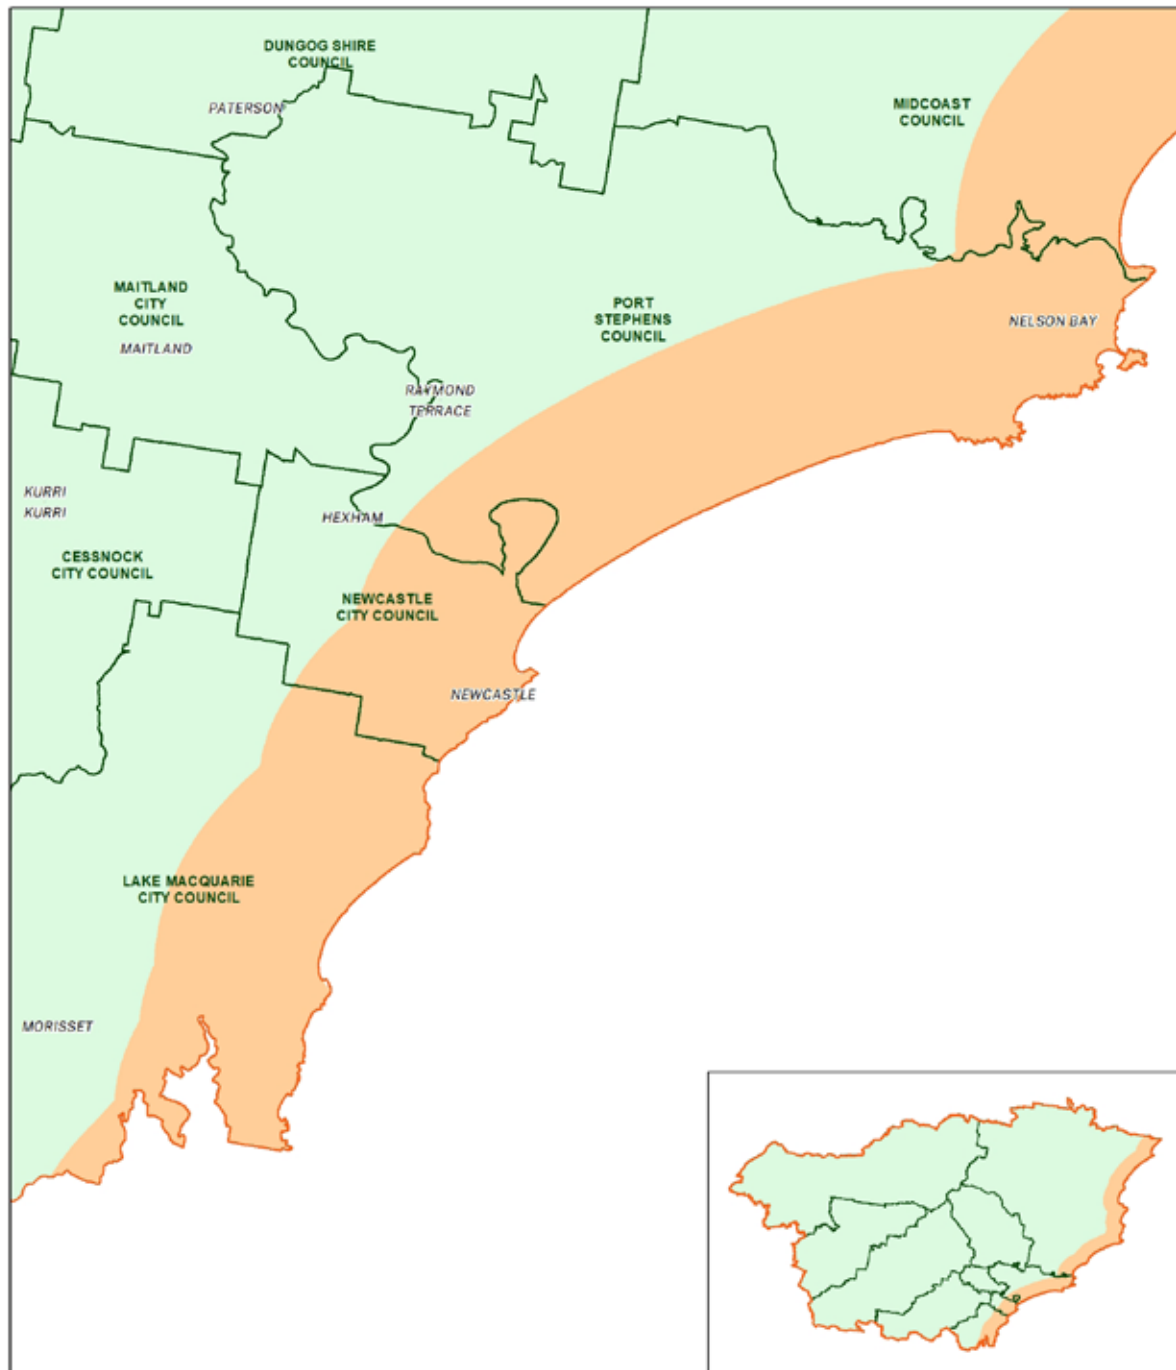 DUNGOG SHIRE
COUNCIL
PATERSON
MIDCOAST
COUNCIL
MAITLAND
CITY
COUNCIL
MAITLAND
PORT
STEPHENS
COUNCIL
NELSON BAY
RAYMOND
TERRACE
KURRI
KURRI
HEXHAM
CESSNOCK
CITY COUNCIL
NEWCASTLE
CITY COUNCIL
NEWCASTLE
LAKE MACQUARIE
CITY COUNCIL
MORISSET